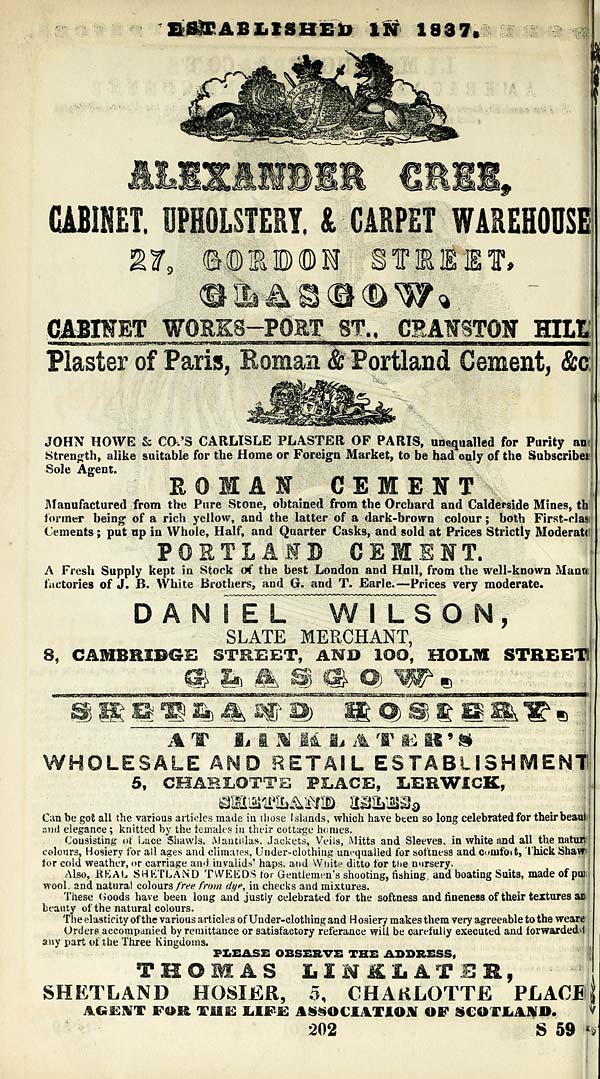 ESTABLISHED IN 1837.
ALEXANDER CREE,
CABINET, UPHOLSTERY, & CARPET WAREHOUSE
27, GORDON STREET,
GLASGOW.
CABINET WORKS—PORT ST., CRANSTON HILL
Plaster of Paris, Roman & Portland Cement, &c
JOHN HOWE & CO.'S CARLISLE PLASTER OF PARIS, unequalled for Purity an
Strength, alike suitable for the Home or Foreign Market, to be had only of the Subscriber
Sole Agent.
ROMAN CEMENT
Manufactured from the Pure Stone, obtained from the Orchard and Calderside Mines, th
former being of a rich yellow, and the latter of a dark-brown colour; both First-clas
Cements; put up in Whole, Half, and Quarter Casks, and sold at Prices Strictly Moderate
PORTLAND CEMENT.
A Fresh Supply kept in Stock of the best London and Hull, from the well-known Manu
factories of J. B. White Brothers, and G. and T. Earle.—Prices very moderate.
DANIEL WILSON,
SLATE MERCHANT,
8, CAMBRIDGE STREET, AND 100, HOLM STREET
GLASGOW.
SHETLAND HOSIERY.
AT LINKLATER'S
WHOLESALE AND RETAIL ESTABLISHMENT
5, CHARLOTTE PLACE, LERWICK,
SHETLAND ISLES,
Can be got all the various articles made in those Islands, which have been so long celebrated for their beau
and elegance; knitted by the females in their cottage homes.
Consisting of Lace Shawls, Mantillas, Jackets, Veils, Mitts and Sleeves, in white and all the natur
colours, Hosiery for all ages and climates, Under-clothing unequalled for softness and comfort, Thick Shaw
for cold weather, or carriage and invalids' haps, and White ditto for the nursery.
Also, REAL SHETLAND TWEEDS for Gentlemen's shooting, fishing, and boating Suits, made of pu
wool, and natural colours free from dye, in checks and mixtures.
These Goods have been long and justly celebrated for the softness and fineness of their textures an
beauty of the natural colours.
The elasticity of the various articles of Under-clothing and Hosiery makes them very agreeable to the weare
Orders accompanied by remittance or satisfactory referance will be carefully executed and forwarded t
any part of the Three Kingdoms.
PLEASE OBSERVE THE ADDRESS,
THOMAS LINKLATER,
SHETLAND HOSIER, 5, CHARLOTTE PLACE
AGENT FOR THE LIFE ASSOCIATION OF SCOTLAND.
202 S 59